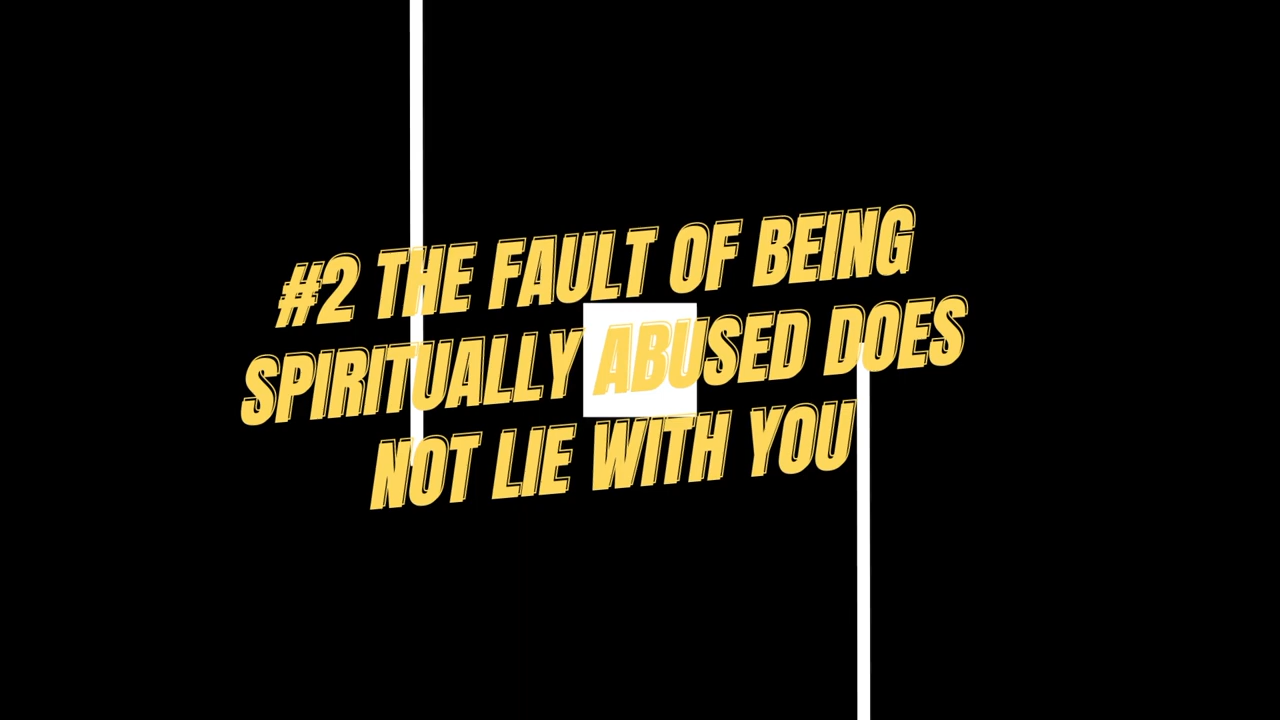 #2 THE FAULT OF BEING
SPIRITUALLY ABUSED DOES
NOT LIE WITH YOU